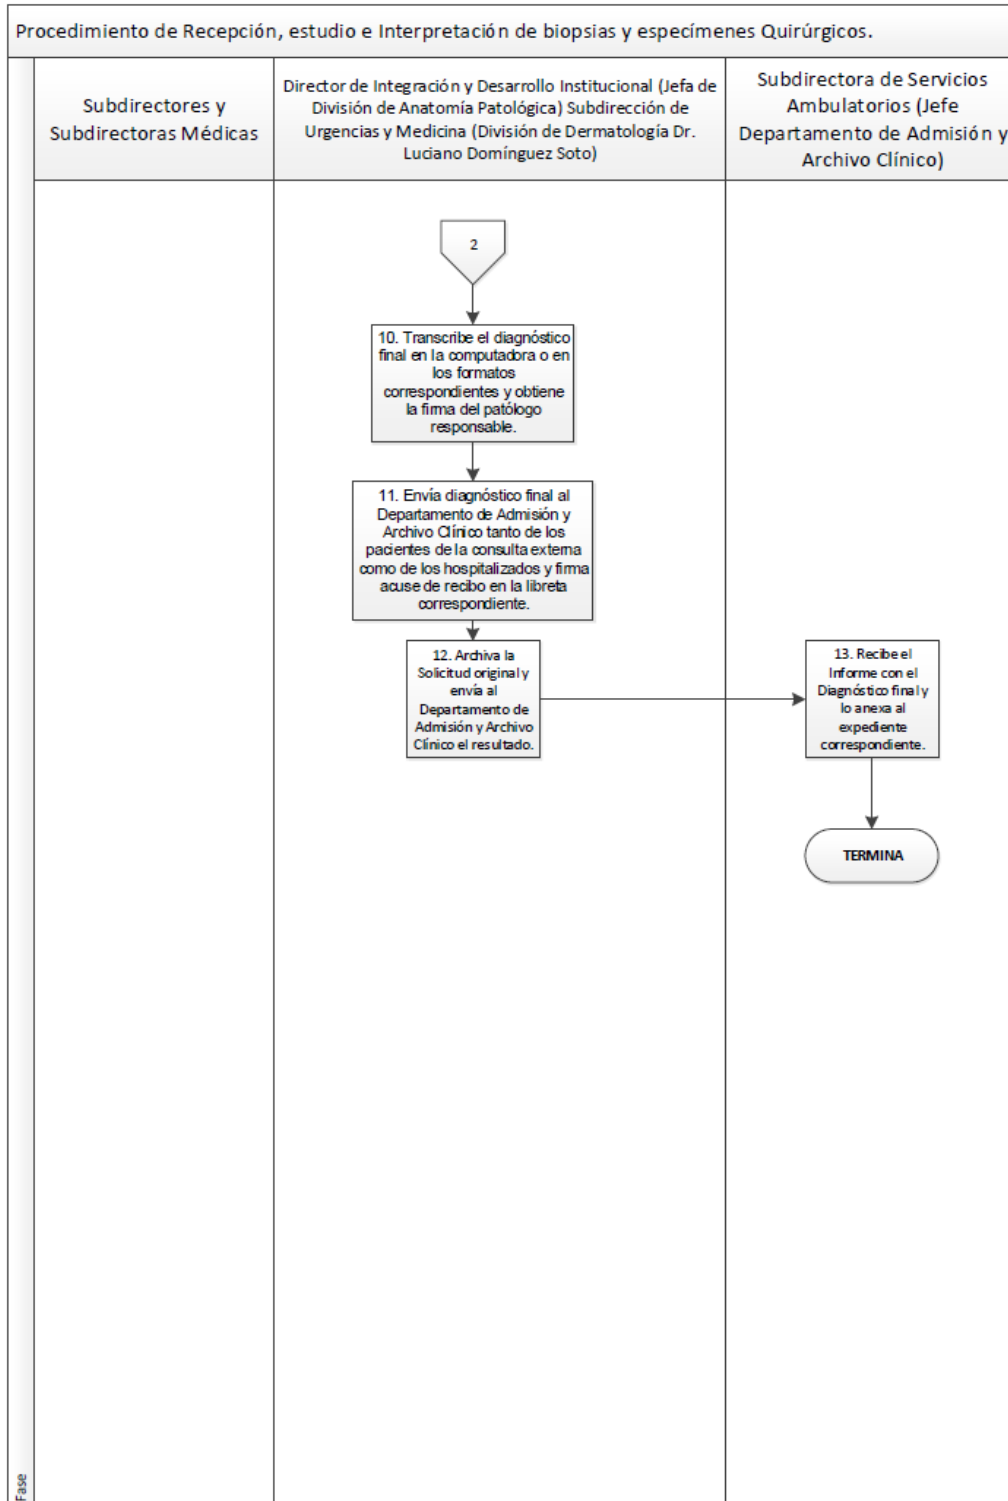 Procedimiento de Recepción, estudio e Interpretación de biopsias y especímenes Quirúrgicos.
Subdirectores y
Subdirectoras Médicas
Director de Integración y Desarrollo Institucional (Jefa de
División de Anatomía Patológica) Subdirección de
Urgencias y Medicina (División de Dermatología Dr.
Luciano Domínguez Soto)
Subdirectora de Servicios
Ambulatorios (Jefe
Departamento de Admisión y
Archivo Clínico)
2
10. Transcribe el diagnóstico
final en la computadora o en
los formatos
correspondientes y obtiene
la firma del patólogo
responsable.
11. Envía diagnóstico final al
Departamento de Admisión y
Archivo Clínico tanto de los
pacientes de la consulta externa
como de los hospitalizados y firma
acuse de recibo en la libreta
correspondiente.
12. Archiva la
Solicitud original y
envía al
Departamento de
Admisión y Archivo
Clínico el resultado.
13. Recibe el
Informe con el
Diagnóstico final y
lo anexa al
expediente
correspondiente.
TERMINA
Fase